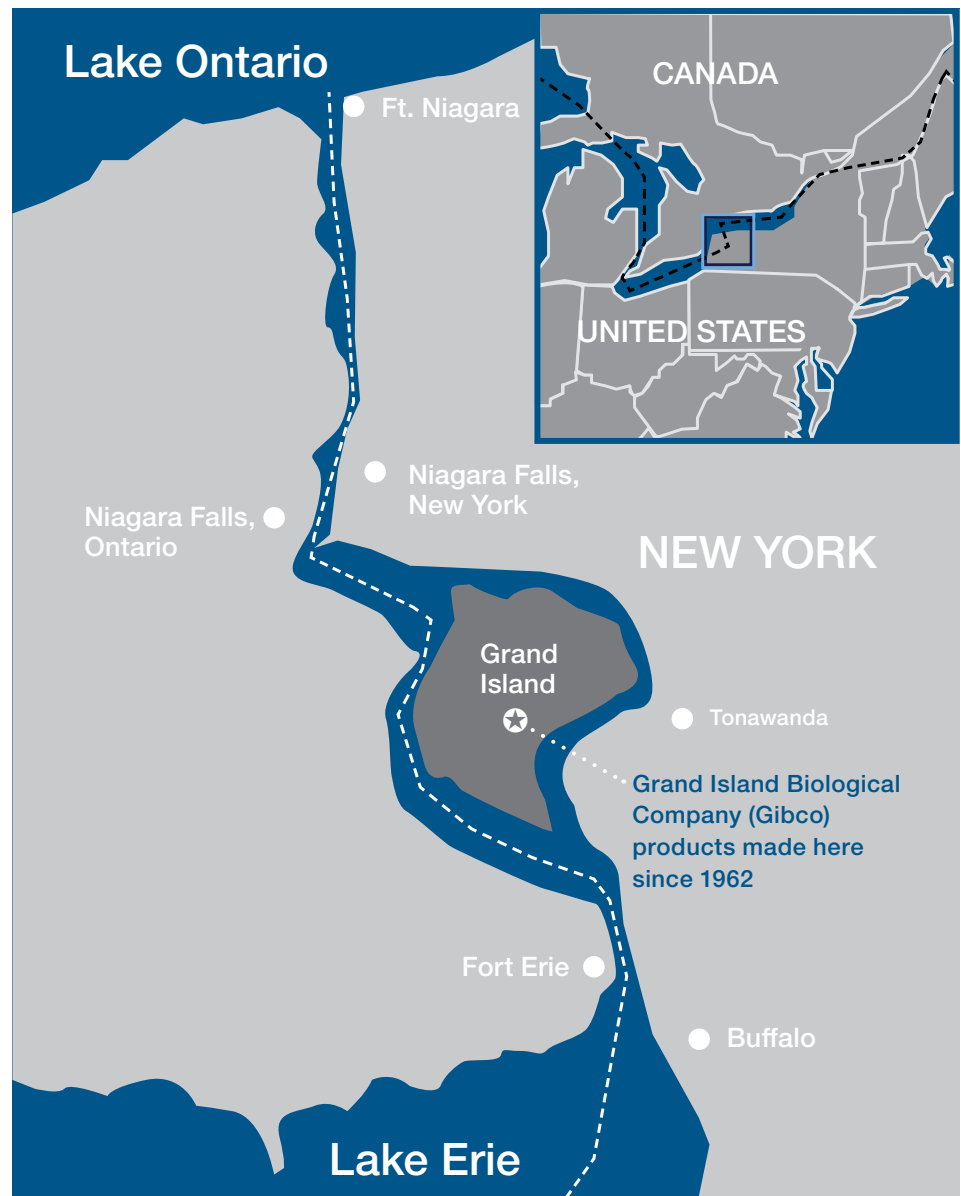 Lake Ontario
Ft. Niagara
CANADA
UNITED STATES
Niagara Falls,
New York
Niagara Falls,
Ontario
NEW YORK
Grand
Island
Tonawanda
Grand Island Biological
Company (Gibco)
products made here
since 1962
Fort Erie
Buffalo
Lake Erie